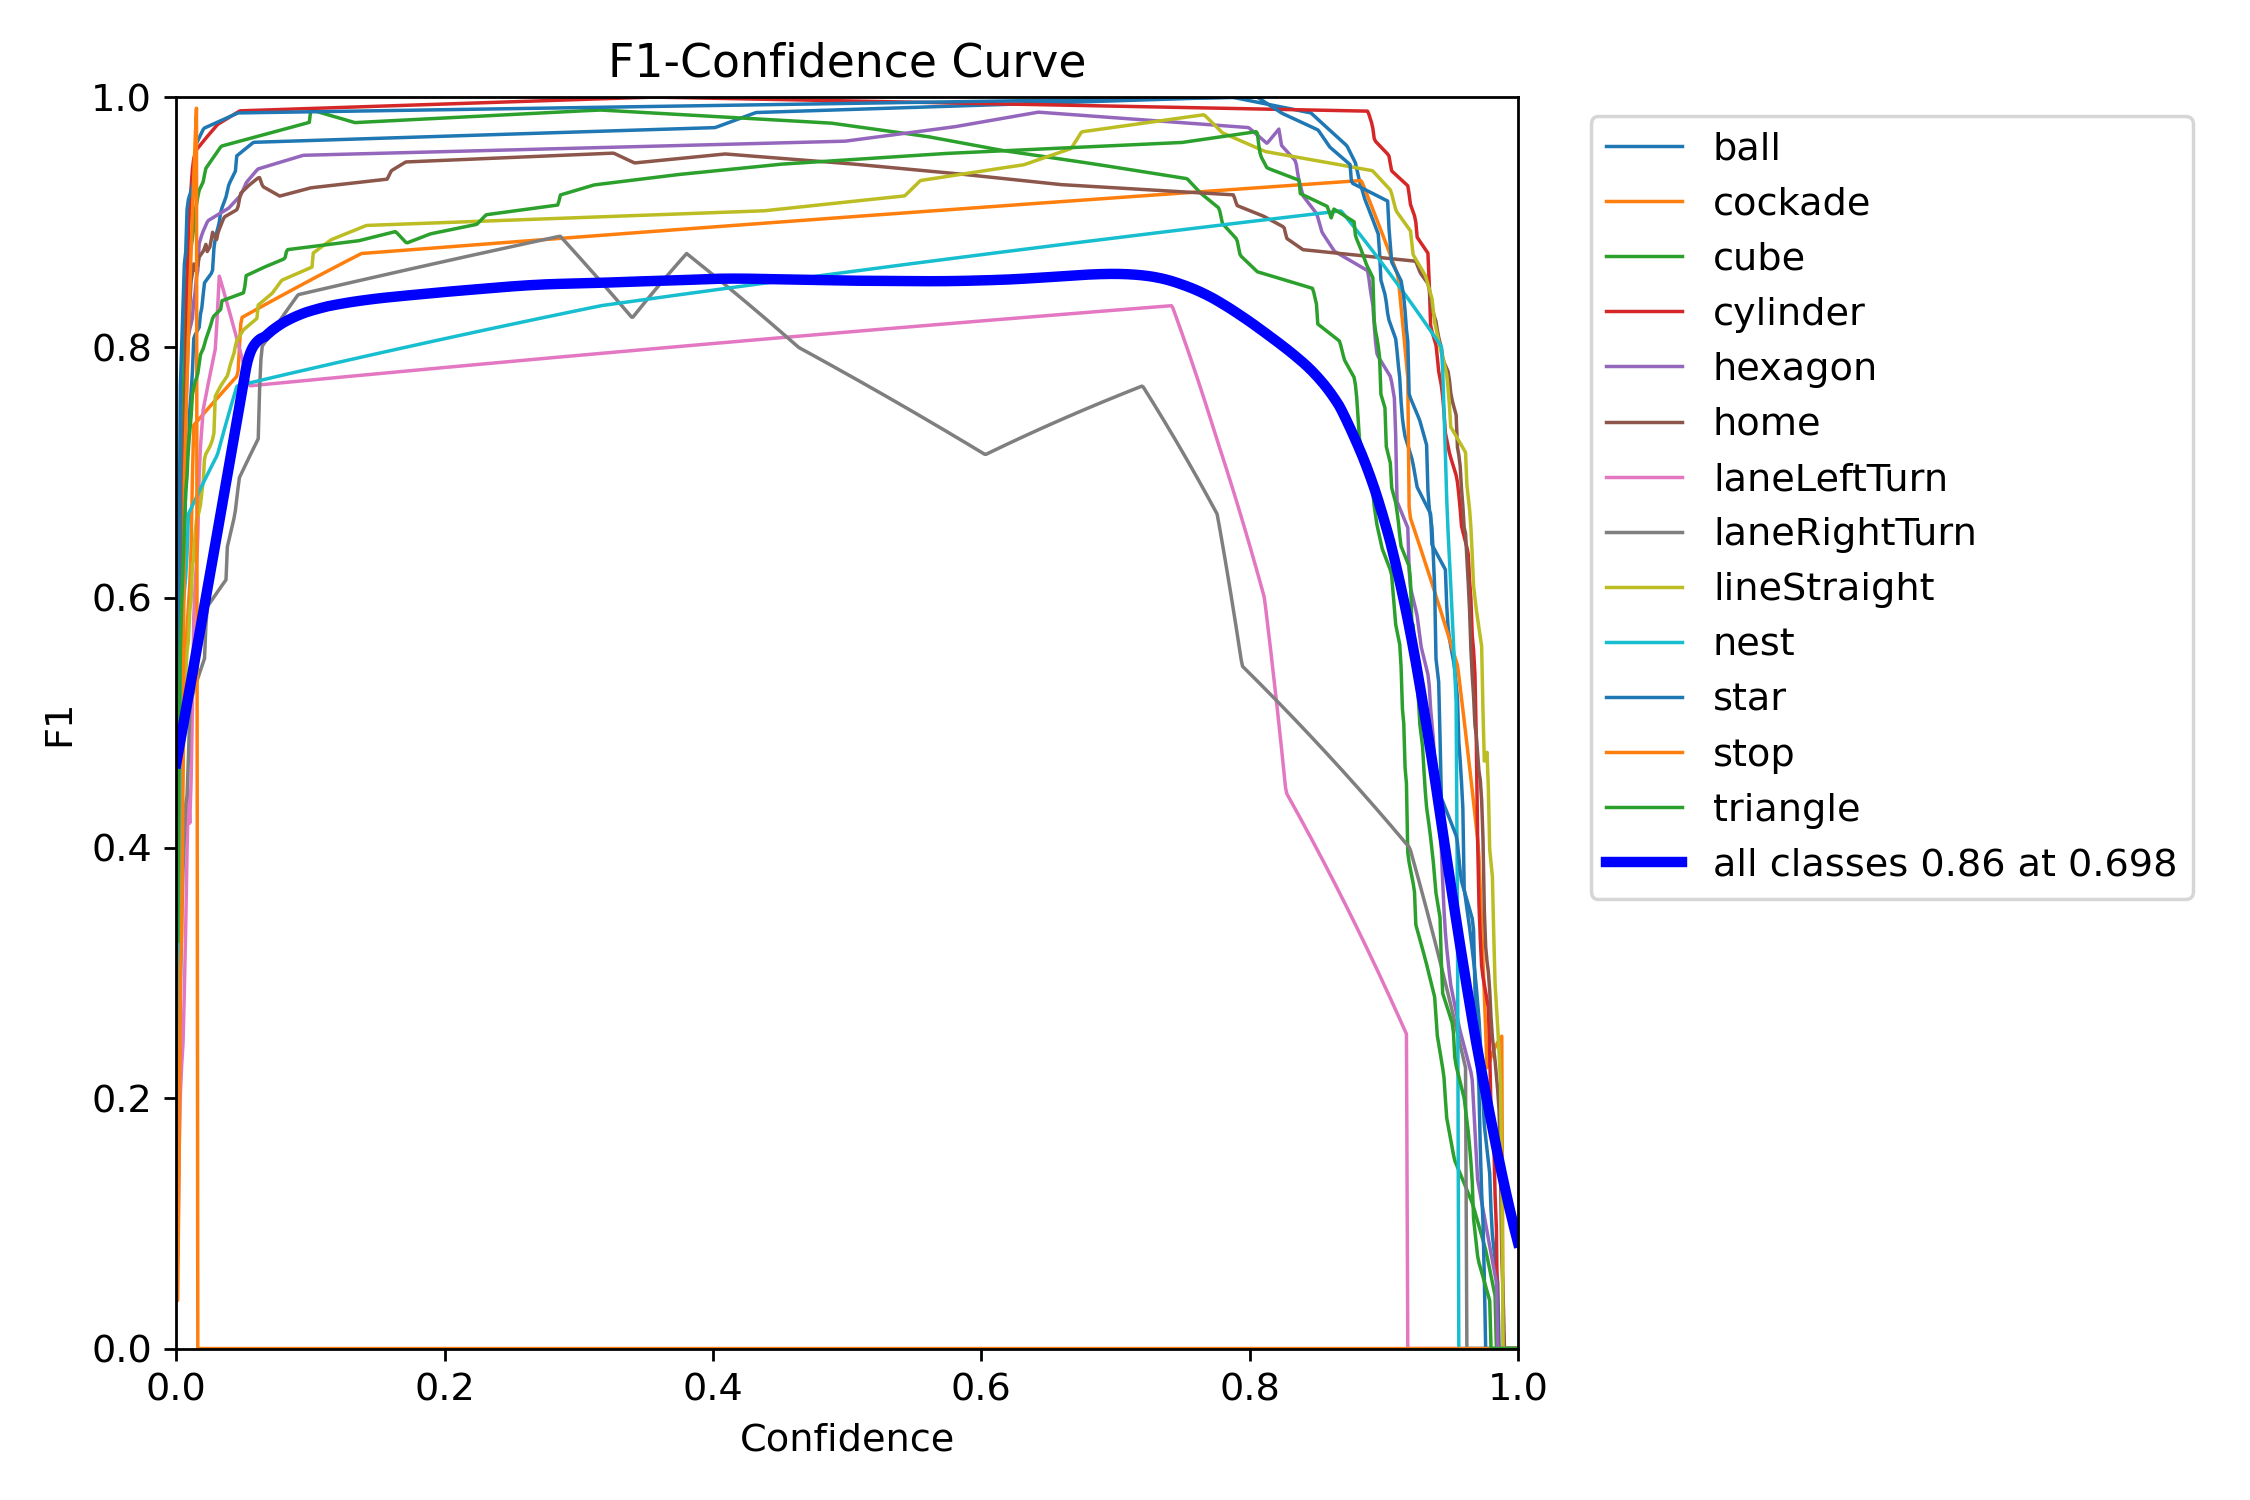 F1-Confidence Curve
1.0
0.8
0.6
0.4
0.2
0.0
F1
0.0 0.2 0.4 0.6 0.8 1.0
Confidence
ball
cockade
cube
cylinder
hexagon
home
laneLeftTurn
laneRightTurn
lineStraight
nest
star
stop
triangle
all classes 0.86 at 0.698